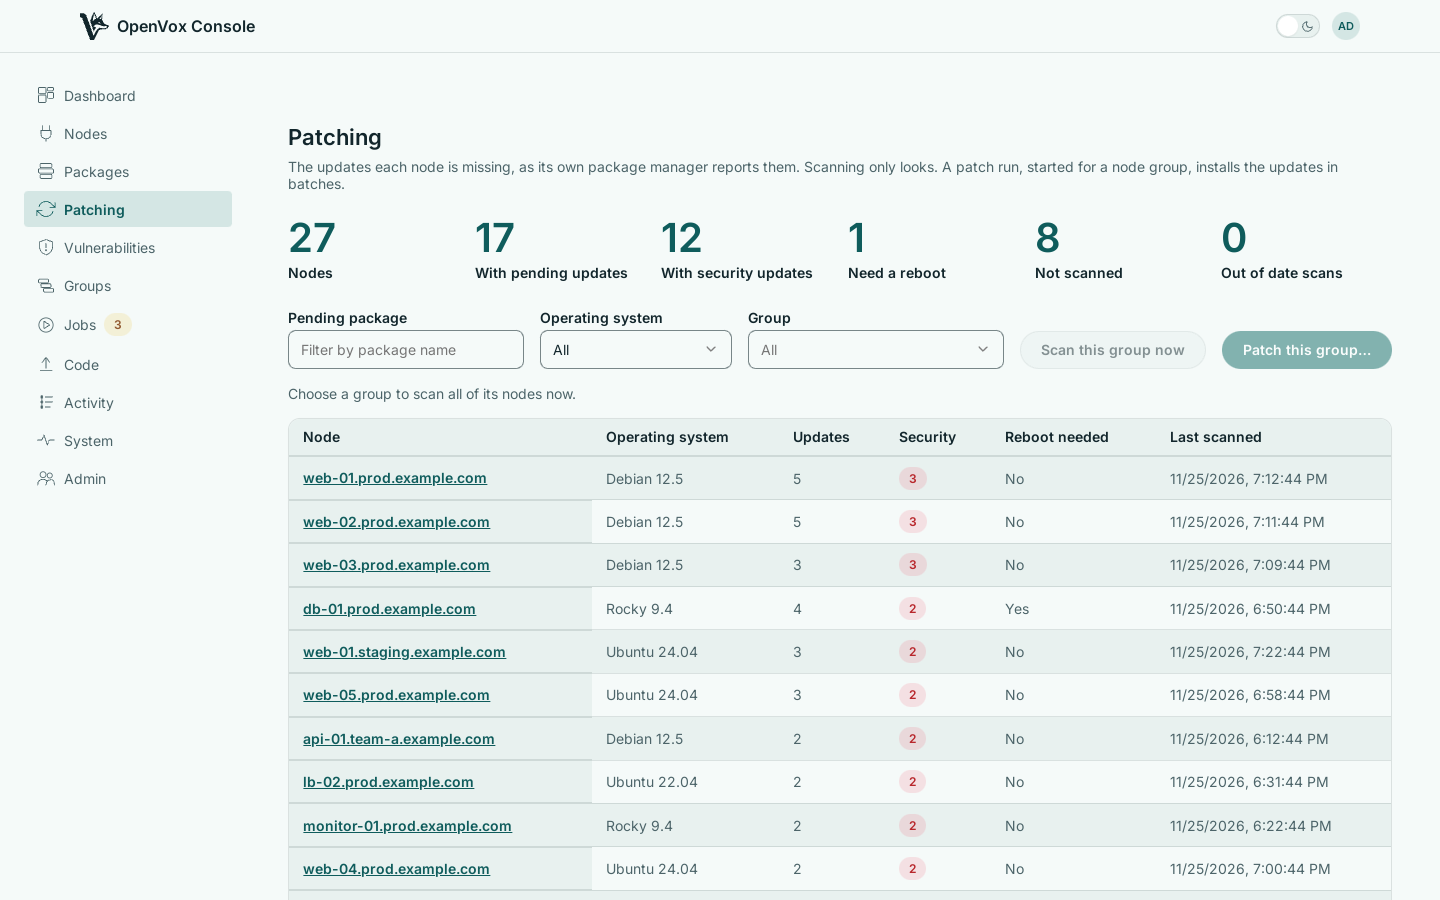 OpenVox Console
AD
Dashboard
Nodes
Packages
Patching
Vulnerabilities
Groups
Jobs 3
Code
Activity
System
Admin
Patching
The updates each node is missing, as its own package manager reports them. Scanning only looks. A patch run, started for a node group, installs the updates in
batches.
27 17 12 1 8 0
Nodes With pending updates With security updates Need a reboot Not scanned Out of date scans
Pending package Operating system Group
Filter by package name All All Scan this group now Patch this group...
Choose a group to scan all of its nodes now.
Node Operating system Updates Security Reboot needed Last scanned
web-01.prod.example.com Debian 12.5 5 3 No 11/25/2026, 7:12:44 PM
web-02.prod.example.com Debian 12.5 5 3 No 11/25/2026, 7:11:44 PM
web-03.prod.example.com Debian 12.5 3 3 No 11/25/2026, 7:09:44 PM
db-01.prod.example.com Rocky 9.4 4 2 Yes 11/25/2026, 6:50:44 PM
web-01.staging.example.com Ubuntu 24.04 3 2 No 11/25/2026, 7:22:44 PM
web-05.prod.example.com Ubuntu 24.04 3 2 No 11/25/2026, 6:58:44 PM
api-01.team-a.example.com Debian 12.5 2 2 No 11/25/2026, 6:12:44 PM
lb-02.prod.example.com Ubuntu 22.04 2 2 No 11/25/2026, 6:31:44 PM
monitor-01.prod.example.com Rocky 9.4 2 2 No 11/25/2026, 6:22:44 PM
web-04.prod.example.com Ubuntu 24.04 2 2 No 11/25/2026, 7:00:44 PM